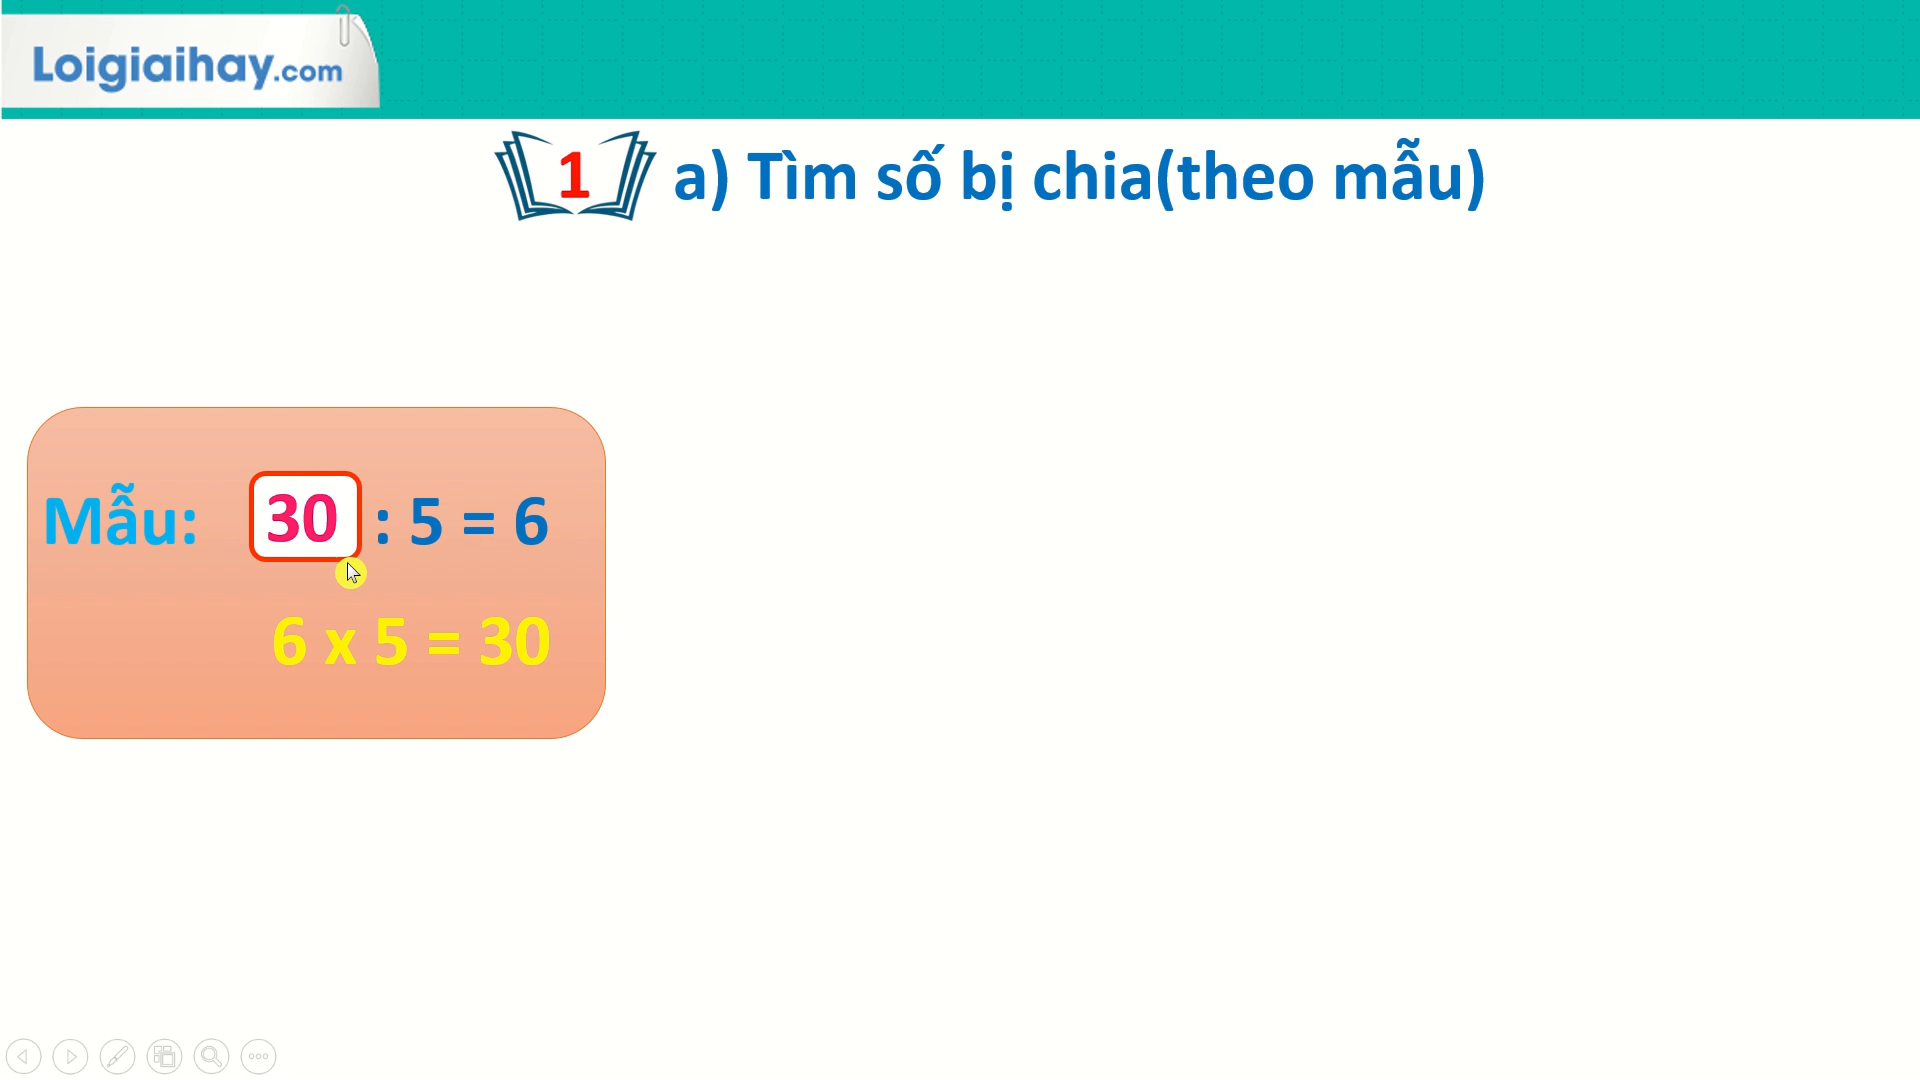 Loigiaihay.com
1 a) Tìm số bị chia(theo mẫu)
Mẫu: 30 : 5 = 6
6 x 5 = 30